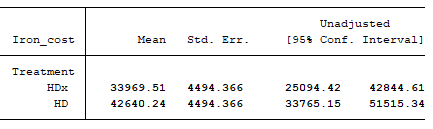 Unadjusted
Iron_cost Mean Std. Err. [95% Conf. Interval]
Treatment
HDx 33969.51 4494.366 25094.42 42844.61
HD 42640.24 4494.366 33765.15 51515.34